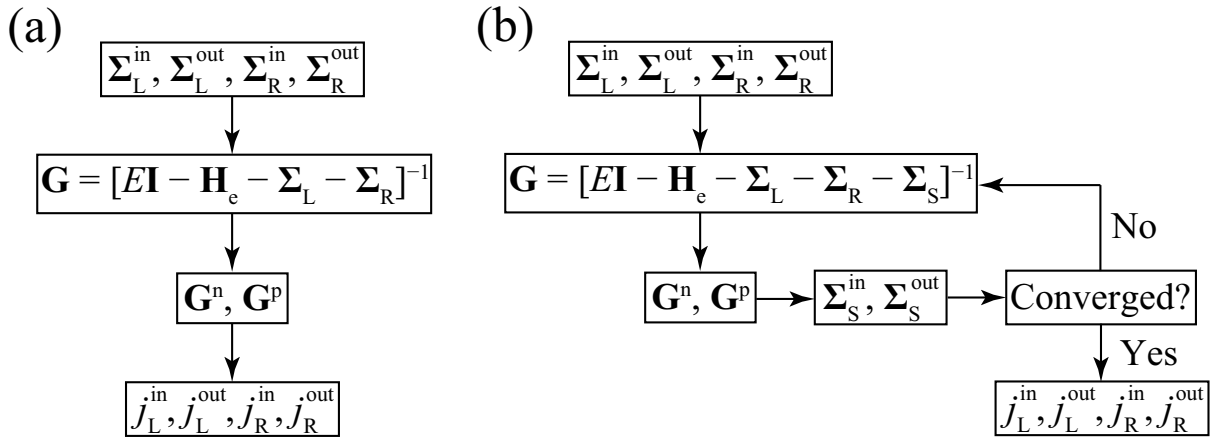 (a)
Σ_L^in, Σ_L^out, Σ_R^in, Σ_R^out
G = [EI − H_e − Σ_L − Σ_R]^−1
G^n, G^p
j_L^in, j_L^out, j_R^in, j_R^out
(b)
Σ_L^in, Σ_L^out, Σ_R^in, Σ_R^out
G = [EI − H_e − Σ_L − Σ_R − Σ_S]^−1
No
G^n, G^p
Σ_S^in, Σ_S^out
Converged?
Yes
j_L^in, j_L^out, j_R^in, j_R^out